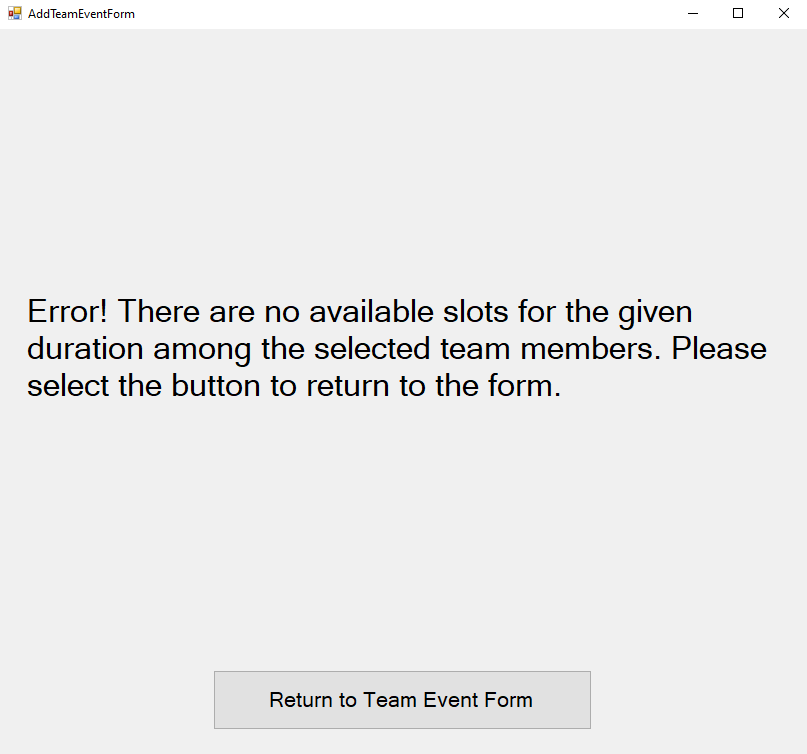 AddTeamEventForm
Error! There are no available slots for the given
duration among the selected team members. Please
select the button to return to the form.
Return to Team Event Form